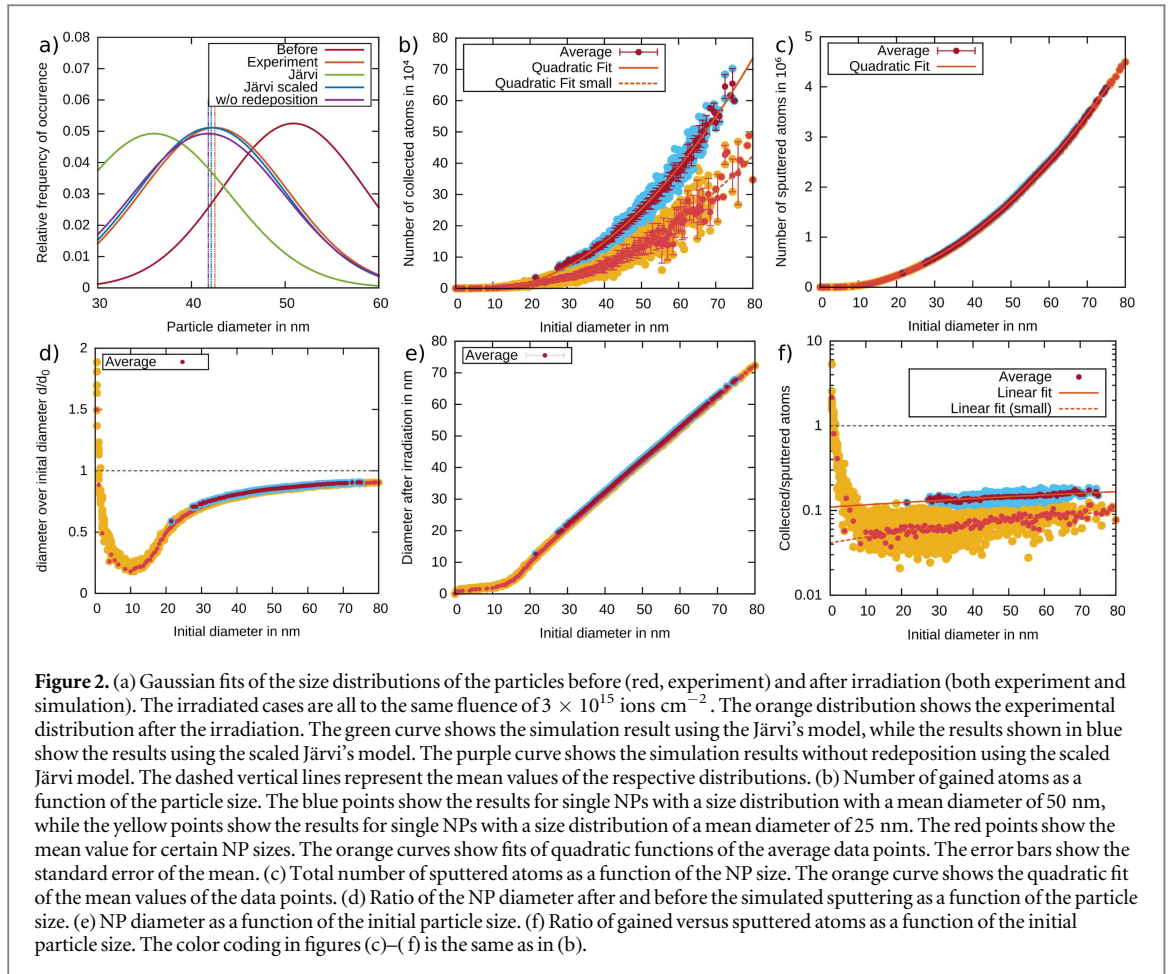 a)
0.08
0.07
0.06
0.05
0.04
0.03
0.02
0.01
0
Relative frequency of occurence
Before
Experiment
Järvi
Järvi scaled
w/o redeposition
30 40 50 60
Particle diameter in nm
b)
80
70
60
50
40
30
20
10
0
Number of collected atoms in 10⁴
Average
Quadratic Fit
Quadratic Fit small
0 10 20 30 40 50 60 70 80
Initial diameter in nm
c)
5
4
3
2
1
0
Number of sputtered atoms in 10⁶
Average
Quadratic Fit
0 10 20 30 40 50 60 70 80
Initial diameter in nm
d)
2
1.5
1
0.5
0
diameter over inital diameter d/d₀
Average
0 10 20 30 40 50 60 70 80
Initial diameter in nm
e)
80
70
60
50
40
30
20
10
0
Diameter after irradiation in nm
Average
0 10 20 30 40 50 60 70 80
Initial diameter in nm
f)
10
1
0.1
0.01
Collected/sputtered atoms
Average
Linear fit
Linear fit (small)
0 10 20 30 40 50 60 70 80
Initial diameter in nm
Figure 2. (a) Gaussian fits of the size distributions of the particles before (red, experiment) and after irradiation (both experiment and
simulation). The irradiated cases are all to the same fluence of 3 × 10¹⁵ ions cm⁻². The orange distribution shows the experimental
distribution after the irradiation. The green curve shows the simulation result using the Järvi's model, while the results shown in blue
show the results using the scaled Järvi's model. The purple curve shows the simulation results without redeposition using the scaled
Järvi model. The dashed vertical lines represent the mean values of the respective distributions. (b) Number of gained atoms as a
function of the particle size. The blue points show the results for single NPs with a size distribution with a mean diameter of 50 nm,
while the yellow points show the results for single NPs with a size distribution of a mean diameter of 25 nm. The red points show the
mean value for certain NP sizes. The orange curves show fits of quadratic functions of the average data points. The error bars show the
standard error of the mean. (c) Total number of sputtered atoms as a function of the NP size. The orange curve shows the quadratic fit
of the mean values of the data points. (d) Ratio of the NP diameter after and before the simulated sputtering as a function of the particle
size. (e) NP diameter as a function of the initial particle size. (f) Ratio of gained versus sputtered atoms as a function of the initial
particle size. The color coding in figures (c)–(f) is the same as in (b).